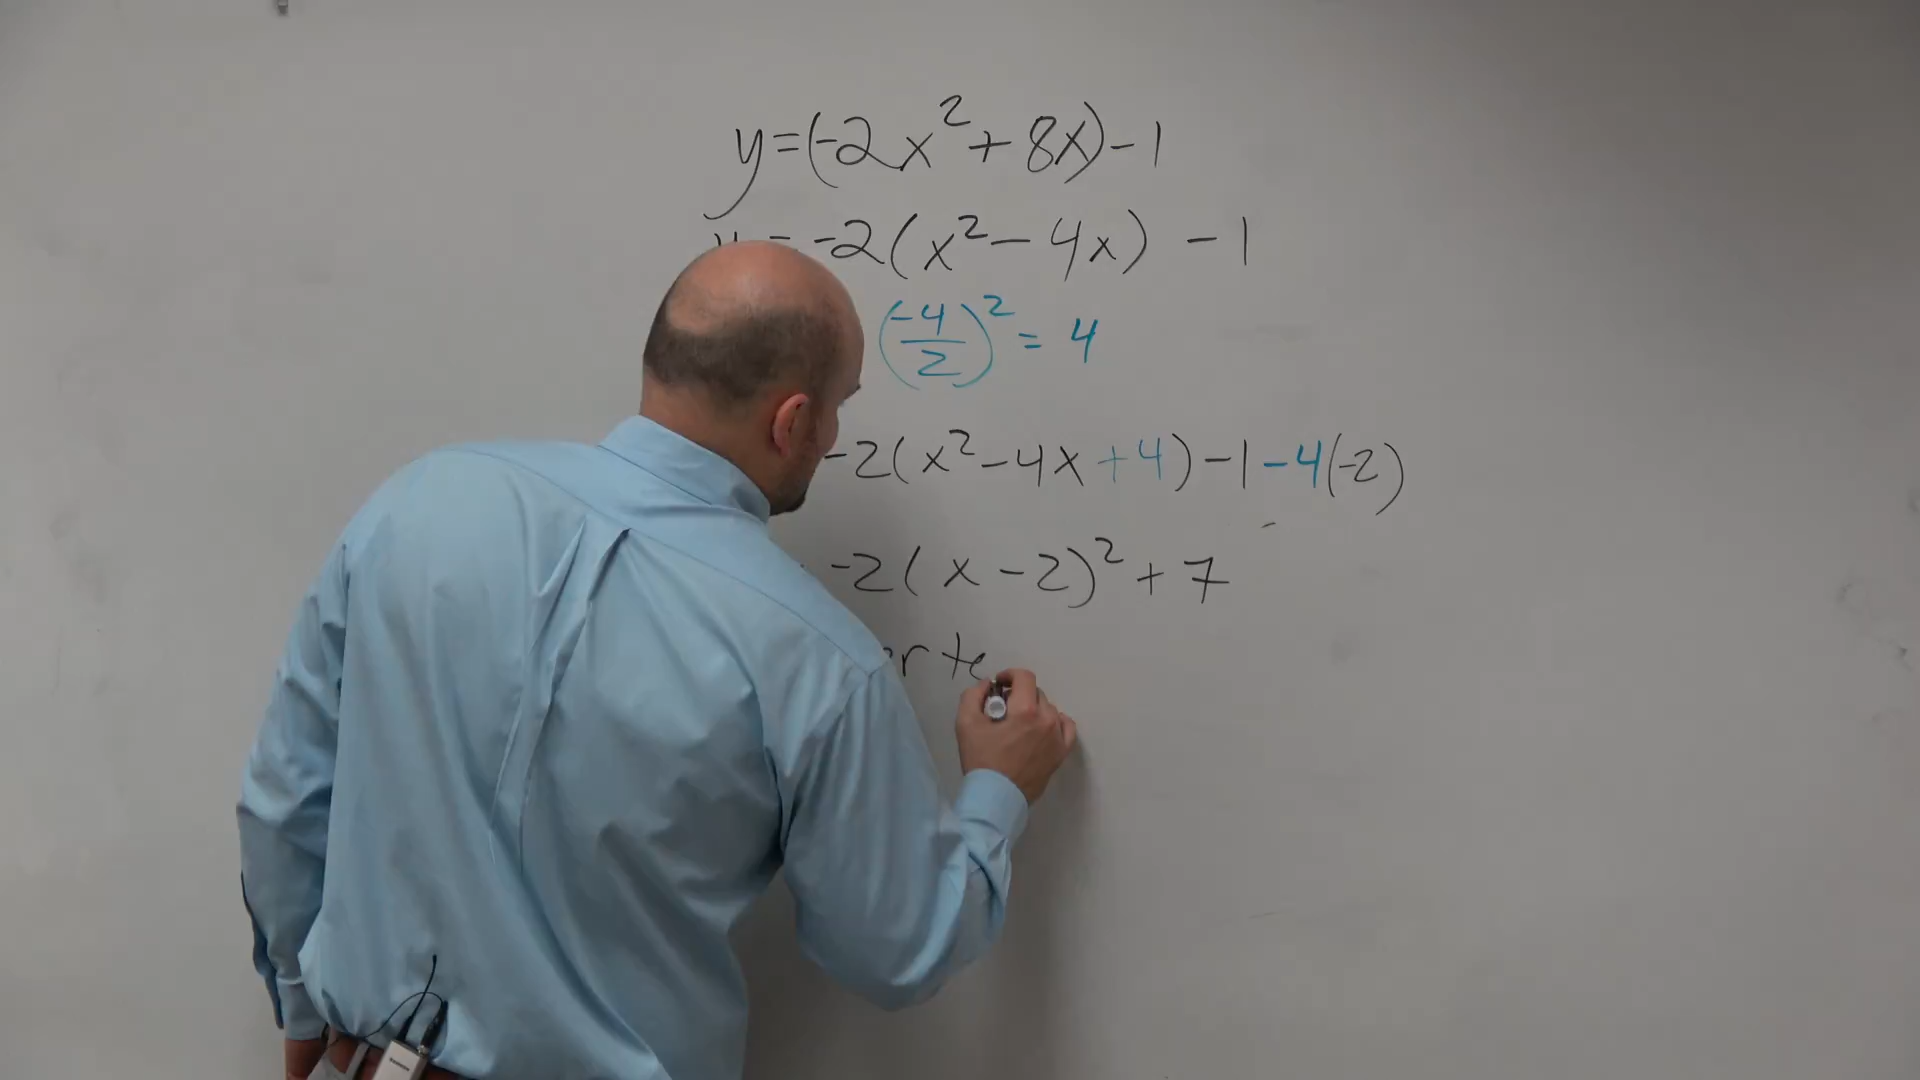 y=(-2x²+8x)-1
y = -2(x²-4x) -1
(-4/2)² = 4
-2(x²-4x+4)-1-4(-2)
-2(x-2)²+7